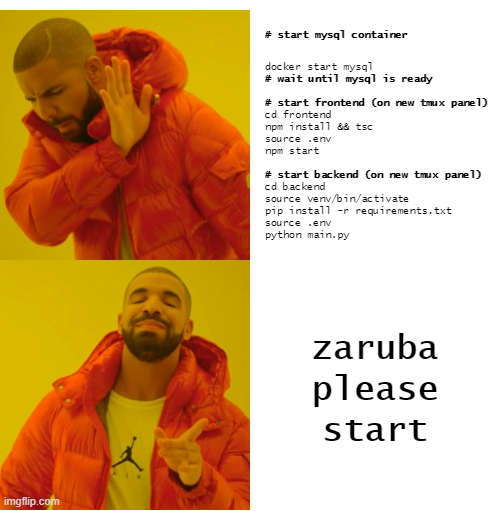 # start mysql container
docker start mysql
# wait until mysql is ready
# start frontend (on new tmux panel)
cd frontend
npm install && tsc
source .env
npm start
# start backend (on new tmux panel)
cd backend
source venv/bin/activate
pip install -r requirements.txt
source .env
python main.py
zaruba
please
start
imgflip.com